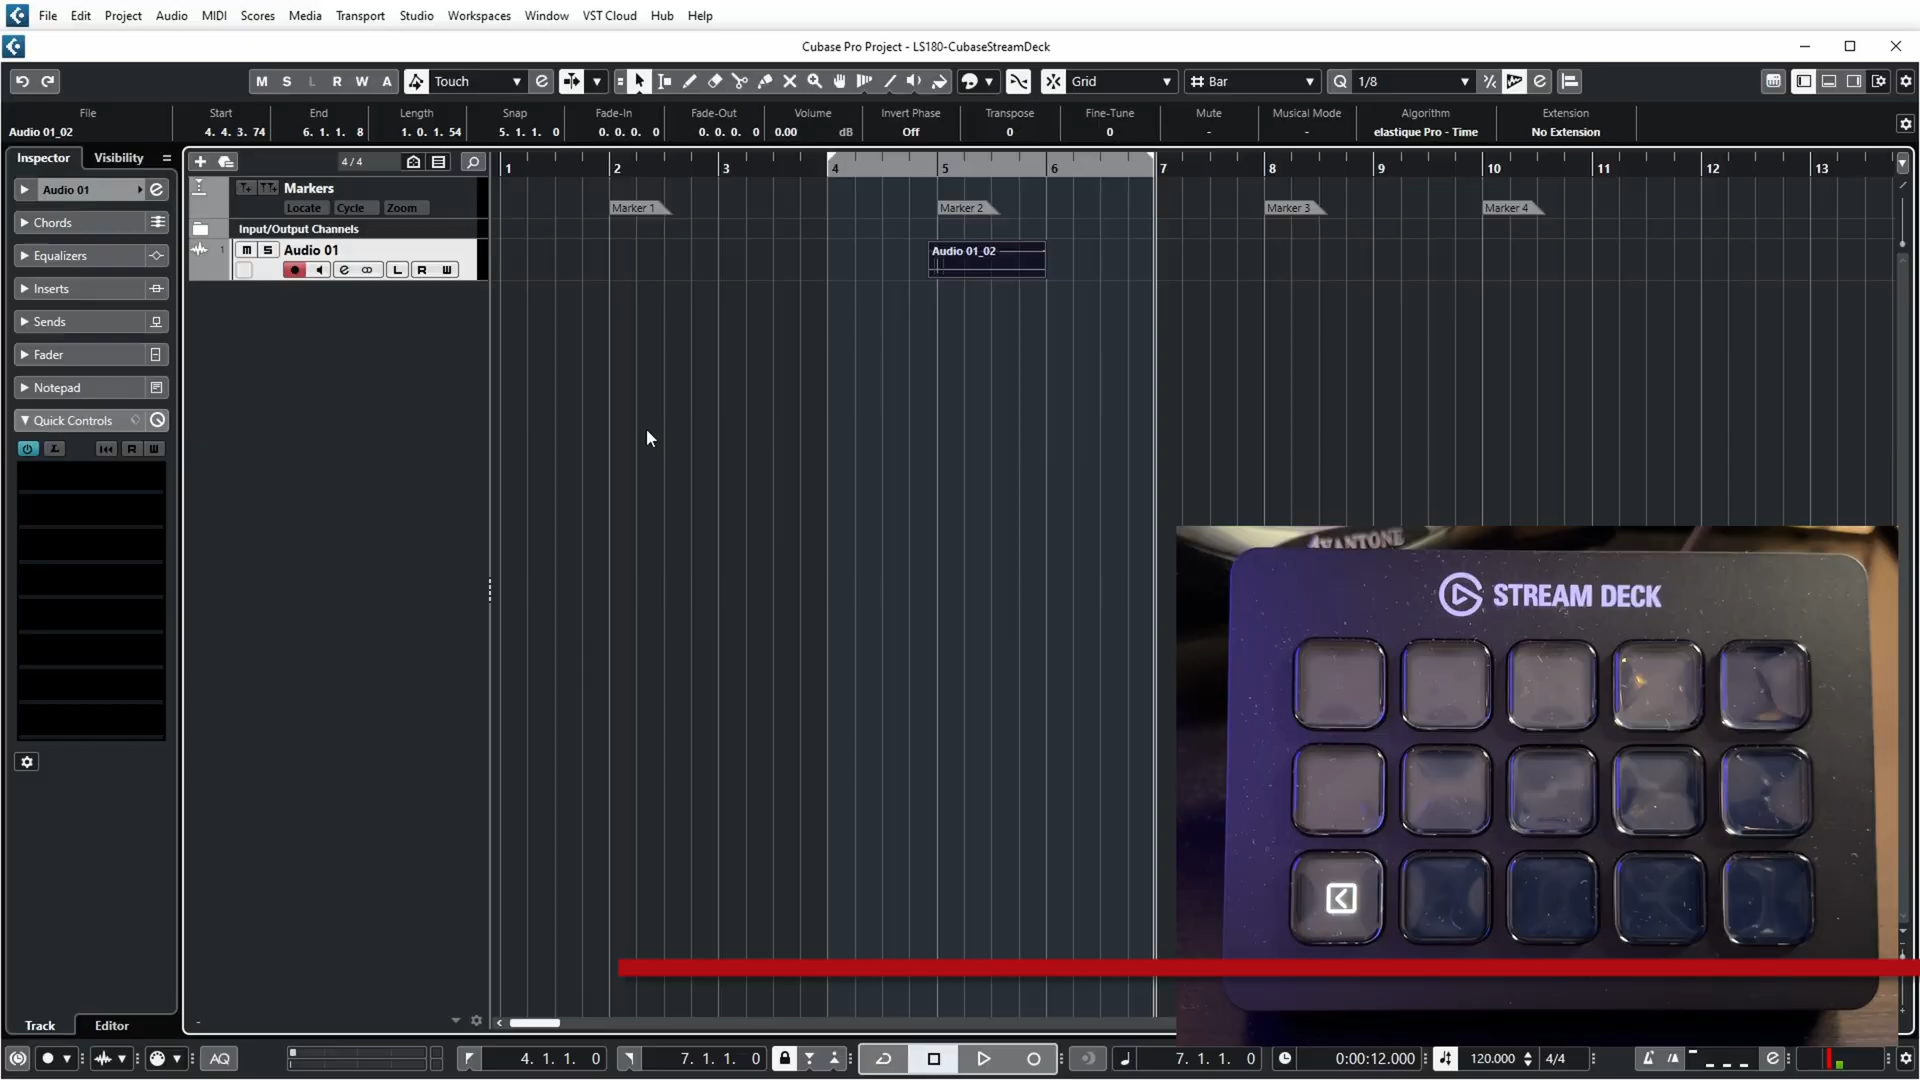 File Edit Project Audio MIDI Scores Media Transport Studio Workspaces Window VST Cloud Hub Help
Cubase Pro Project - LS180-CubaseStreamDeck
M S L R W A Touch Grid Bar Q 1/8
File Start End Length Snap Fade-In Fade-Out Volume Invert Phase Transpose Fine-Tune Mute Musical Mode Algorithm Extension
Audio 01_02 4. 4. 3. 74 6. 1. 1. 8 1. 0. 1. 54 5. 1. 1. 0 0. 0. 0. 0 0. 0. 0. 0 0.00 dB Off 0 0 - - elastique Pro - Time No Extension
Inspector Visibility
4/4
1 2 3 4 5 6 7 8 9 10 11 12 13
Audio 01
Markers
Locate Cycle Zoom
Marker 1 Marker 2 Marker 3 Marker 4
Chords
Input/Output Channels
1 m S Audio 01
Audio 01_02
L R W
Equalizers
Inserts
Sends
Fader
Notepad
Quick Controls
L R W
AVANTONE
STREAM DECK
Track Editor
AQ 4. 1. 1. 0 7. 1. 1. 0 7. 1. 1. 0 0:00:12.000 120.000 4/4